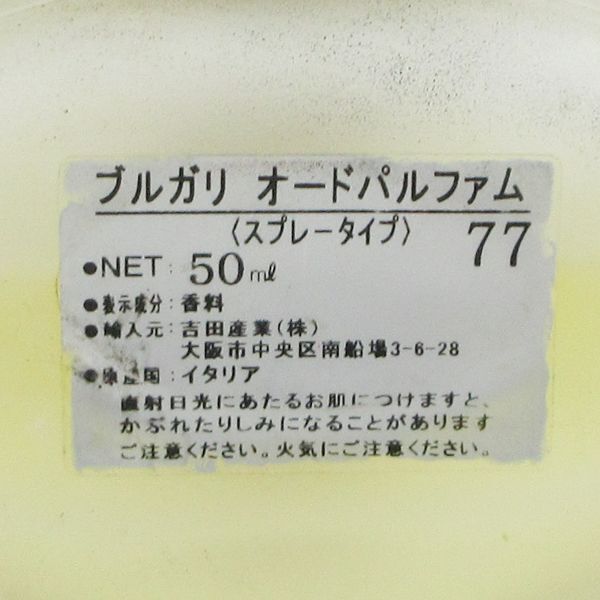 ブルガリ オードパルファム
〈スプレータイプ〉 77
●NET: 50ml
●表示成分: 香料
●輸入元: 吉田産業(株)
大阪市中央区南船場3-6-28
●原産国: イタリア
直射日光にあたるお肌につけますと、
かぶれたりしみになることがあります
ご注意ください。火気にご注意ください。